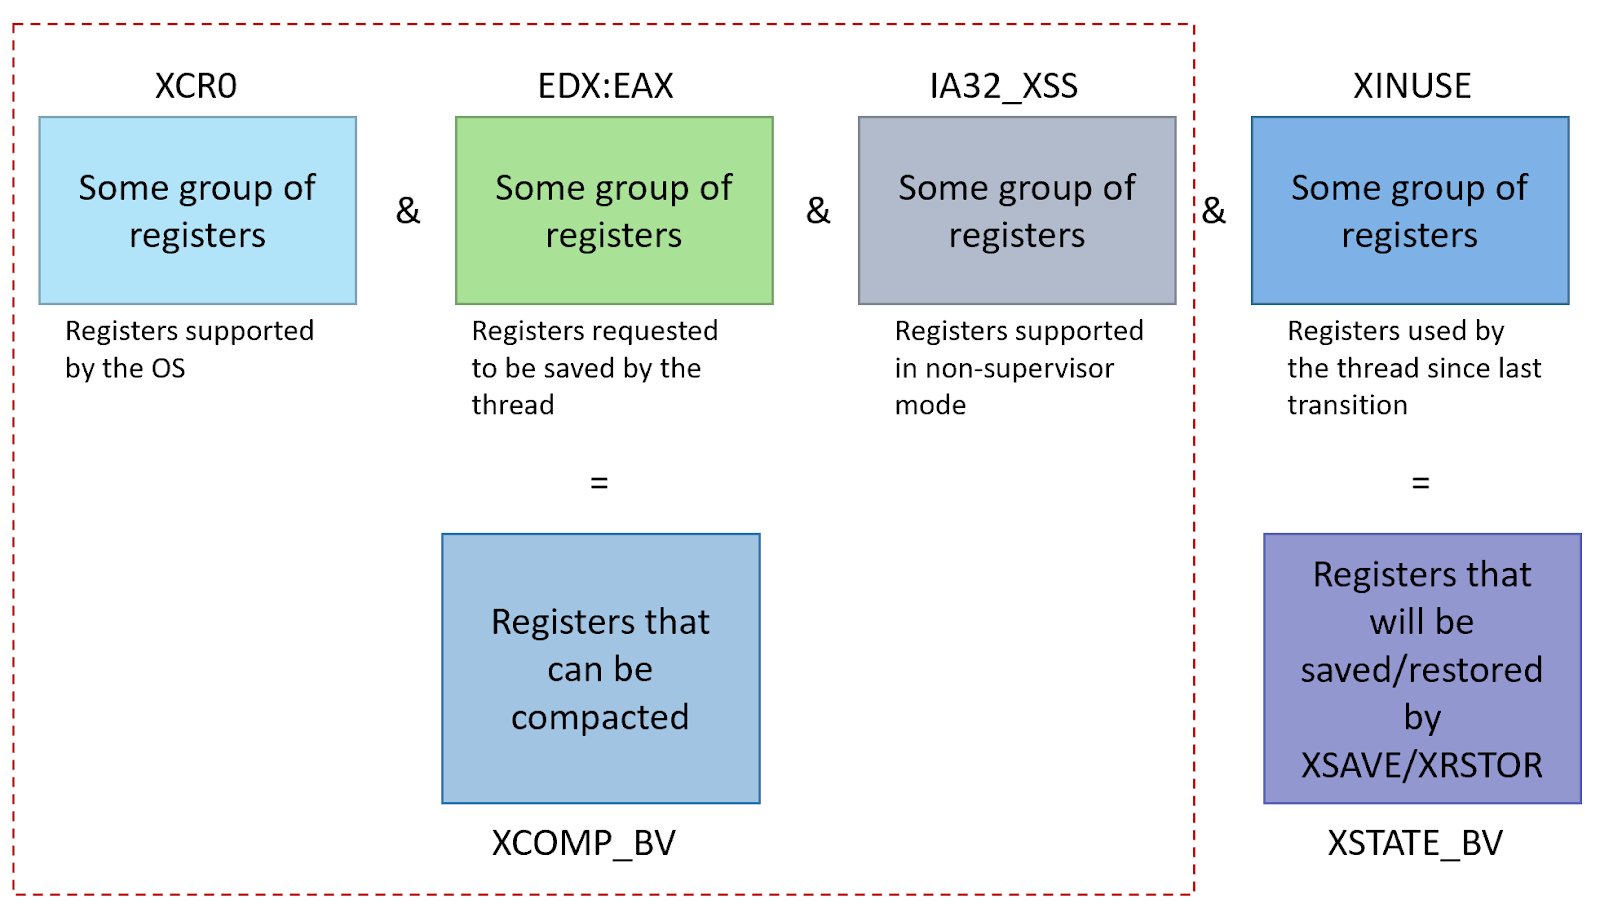 XCR0
EDX:EAX
IA32_XSS
XINUSE
Some group of
registers
&
Some group of
registers
&
Some group of
registers
&
Some group of
registers
Registers supported
by the OS
Registers requested
to be saved by the
thread
Registers supported
in non-supervisor
mode
Registers used by
the thread since last
transition
=
=
Registers that
can be
compacted
Registers that
will be
saved/restored
by
XSAVE/XRSTOR
XCOMP_BV
XSTATE_BV